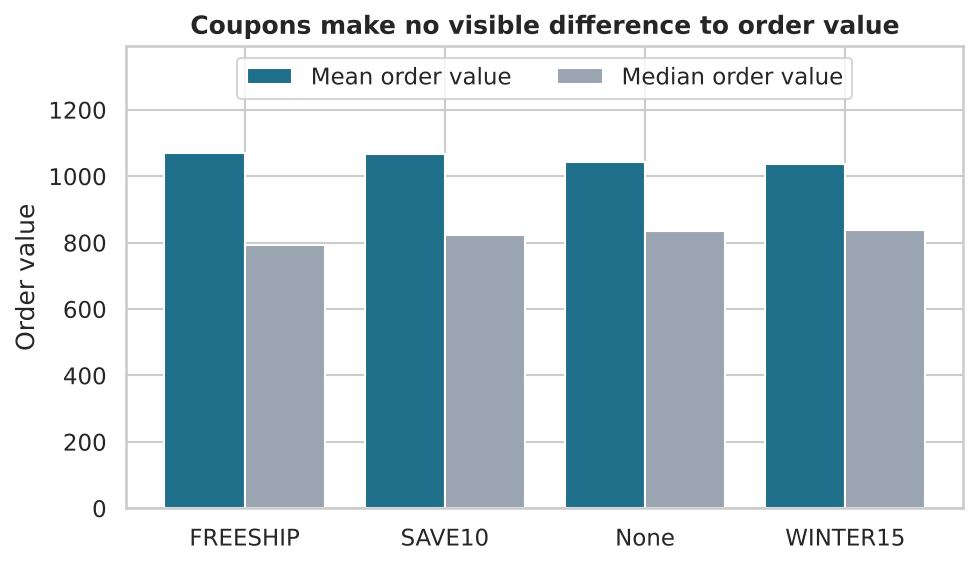 Coupons make no visible difference to order value
Mean order value
Median order value
Order value
1200
1000
800
600
400
200
0
FREESHIP
SAVE10
None
WINTER15